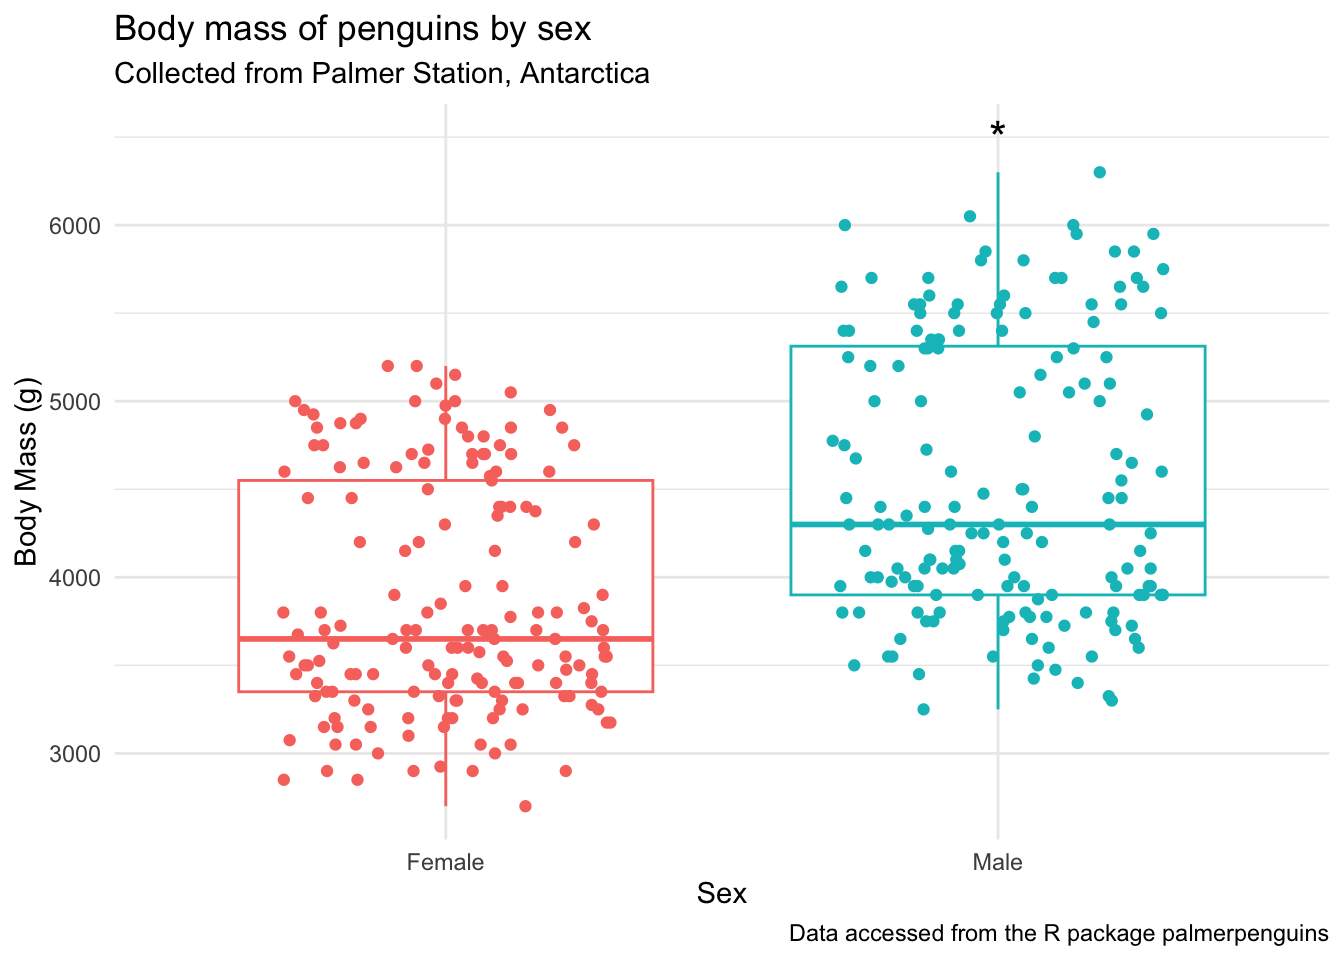 Body mass of penguins by sex
Collected from Palmer Station, Antarctica
*
6000
5000
4000
3000
Body Mass (g)
Female
Male
Sex
Data accessed from the R package palmerpenguins